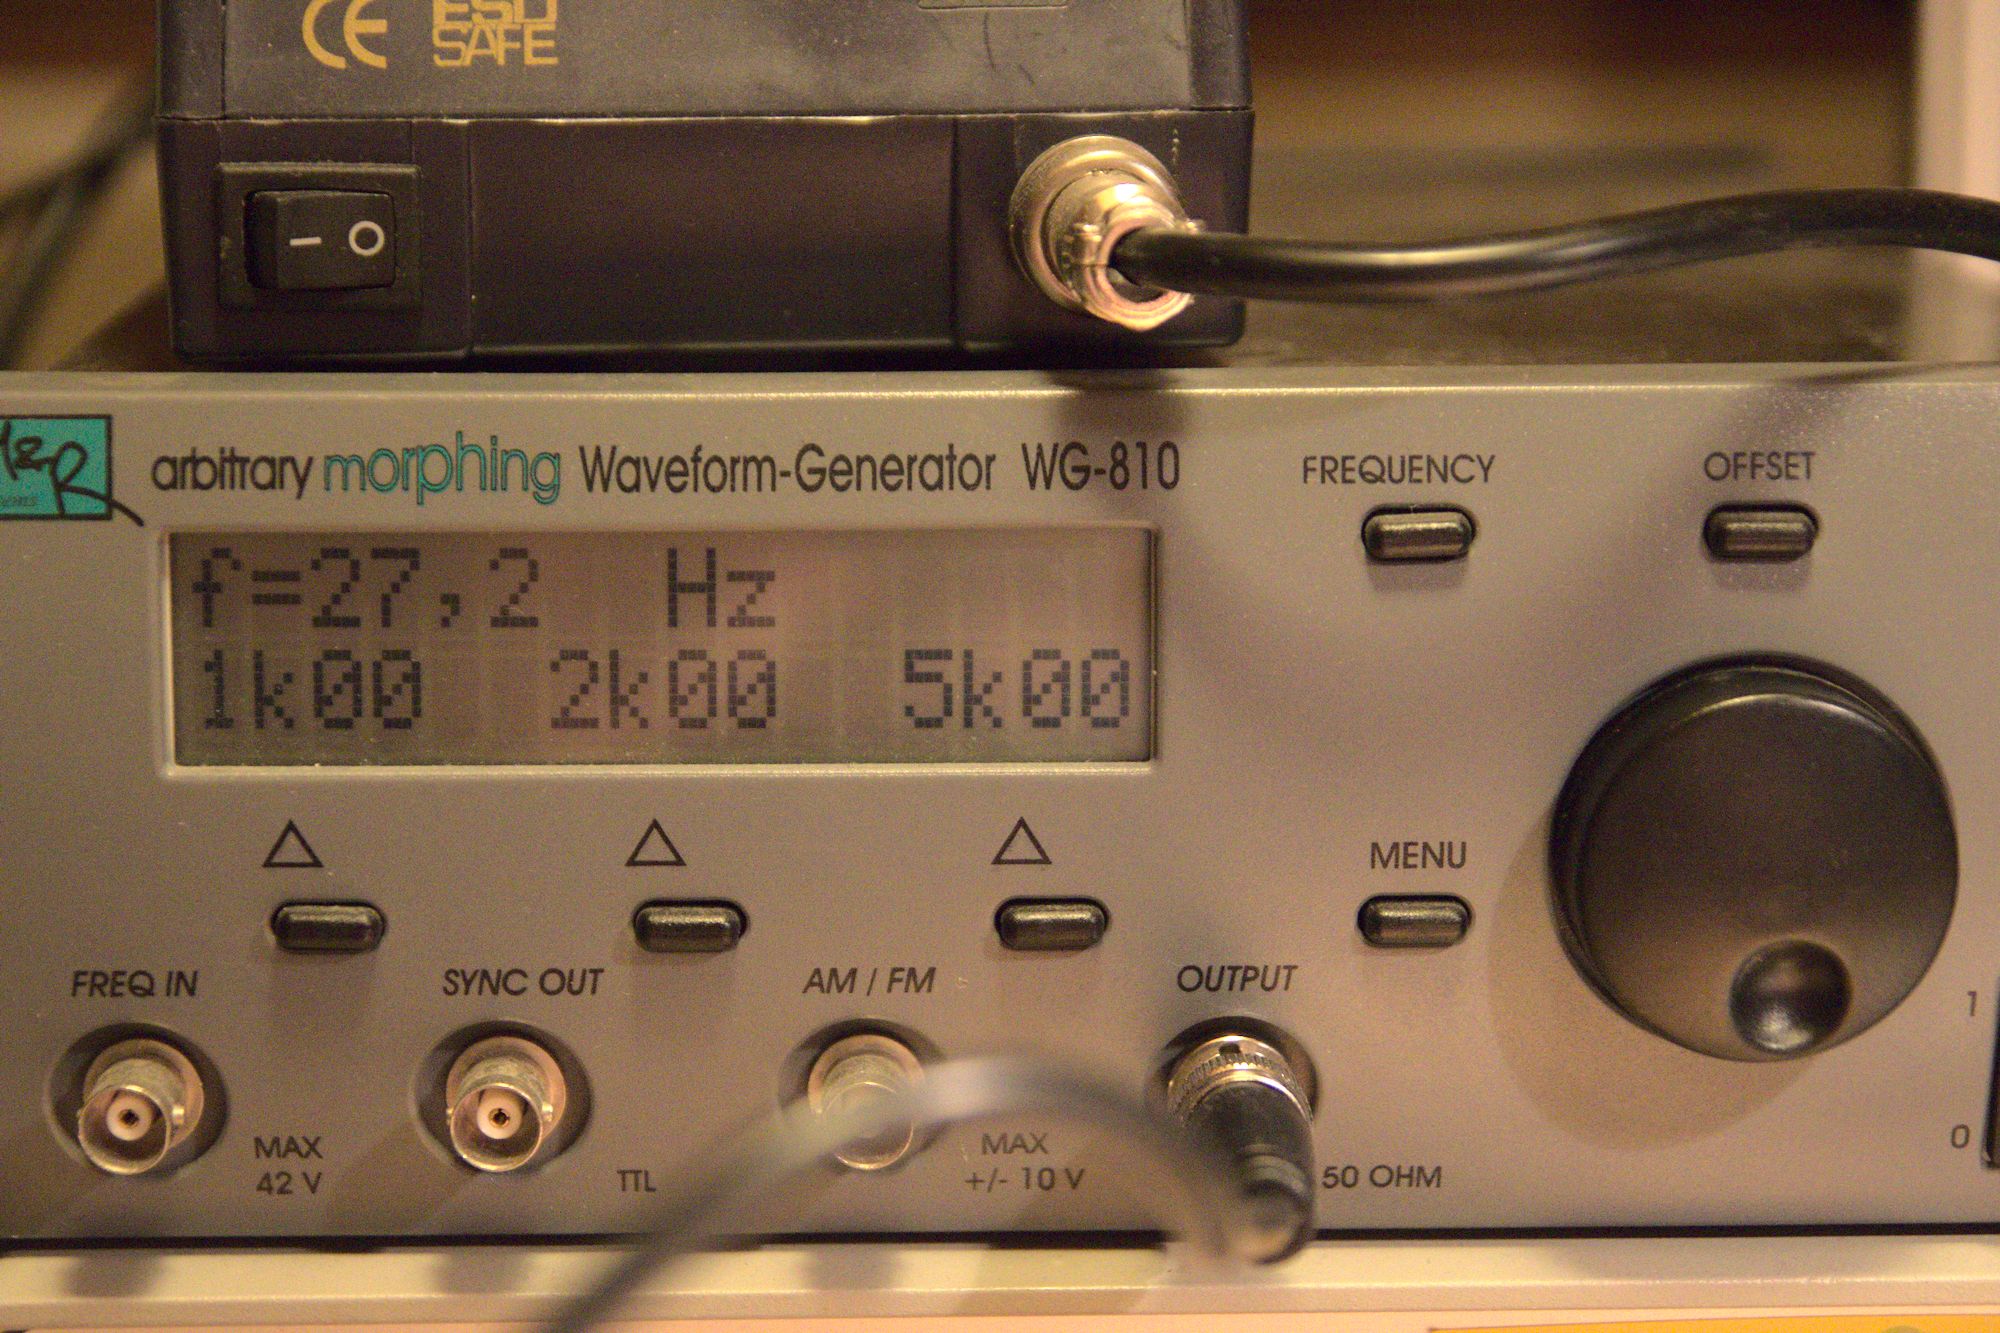 CE ESD
SAFE
I O
arbitrary morphing Waveform-Generator WG-810
FREQUENCY
OFFSET
f=27,2 Hz
1k00 2k00 5k00
MENU
FREQ IN
SYNC OUT
AM / FM
OUTPUT
1
0
MAX
42 V
TTL
MAX
+/- 10 V
50 OHM